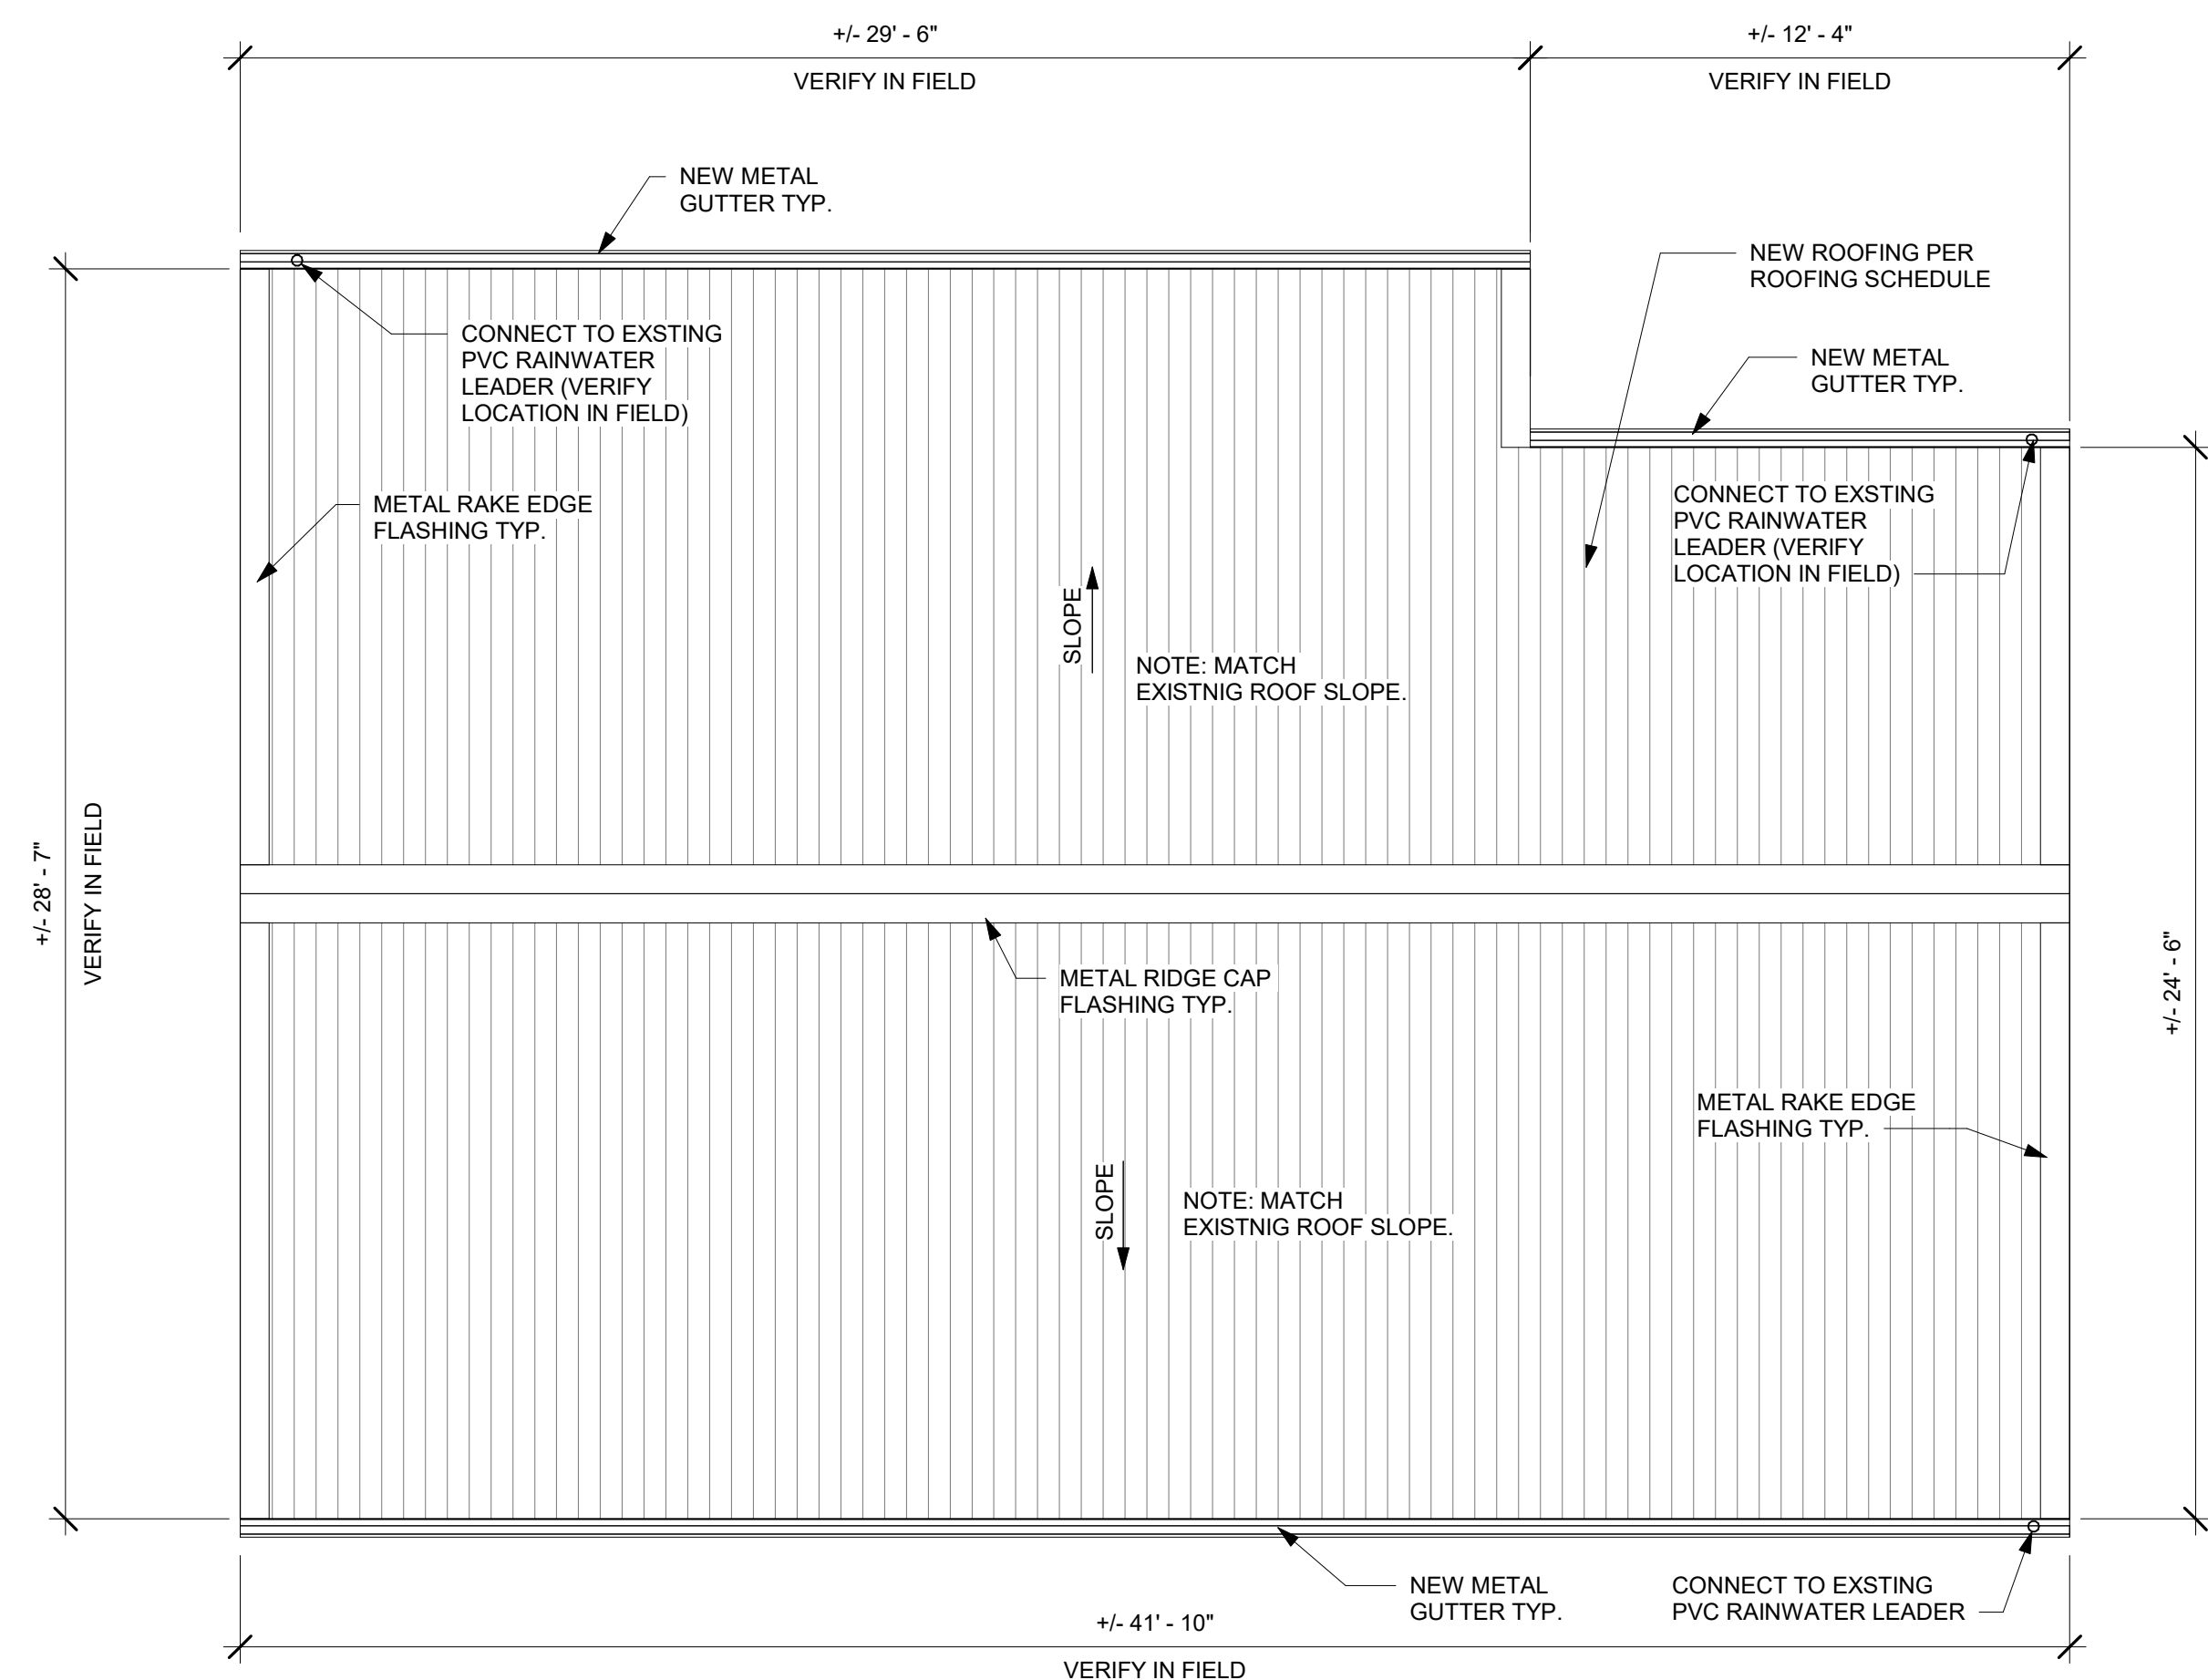 +/- 29' - 6"
VERIFY IN FIELD
+/- 12' - 4"
VERIFY IN FIELD
NEW METAL
GUTTER TYP.
NEW ROOFING PER
ROOFING SCHEDULE
CONNECT TO EXSTING
PVC RAINWATER
LEADER (VERIFY
LOCATION IN FIELD)
NEW METAL
GUTTER TYP.
METAL RAKE EDGE
FLASHING TYP.
CONNECT TO EXSTING
PVC RAINWATER
LEADER (VERIFY
LOCATION IN FIELD)
SLOPE
NOTE: MATCH
EXISTNIG ROOF SLOPE.
+/- 28' - 7"
VERIFY IN FIELD
METAL RIDGE CAP
FLASHING TYP.
+/- 24' - 6"
METAL RAKE EDGE
FLASHING TYP.
SLOPE
NOTE: MATCH
EXISTNIG ROOF SLOPE.
NEW METAL
GUTTER TYP.
CONNECT TO EXSTING
PVC RAINWATER LEADER
+/- 41' - 10"
VERIFY IN FIELD